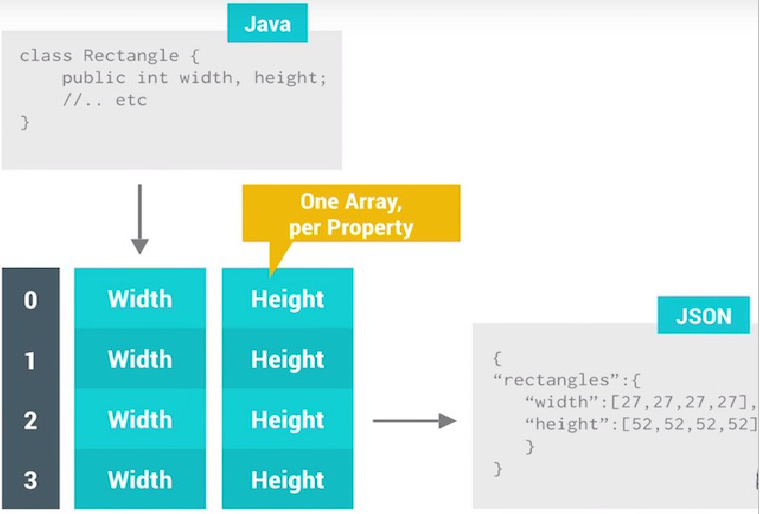 Java
class Rectangle {
public int width, height;
//.. etc
}
One Array,
per Property
0 Width Height
1 Width Height
2 Width Height
3 Width Height
JSON
{
“rectangles”:{
“width”:[27,27,27,27],
“height”:[52,52,52,52]
}
}